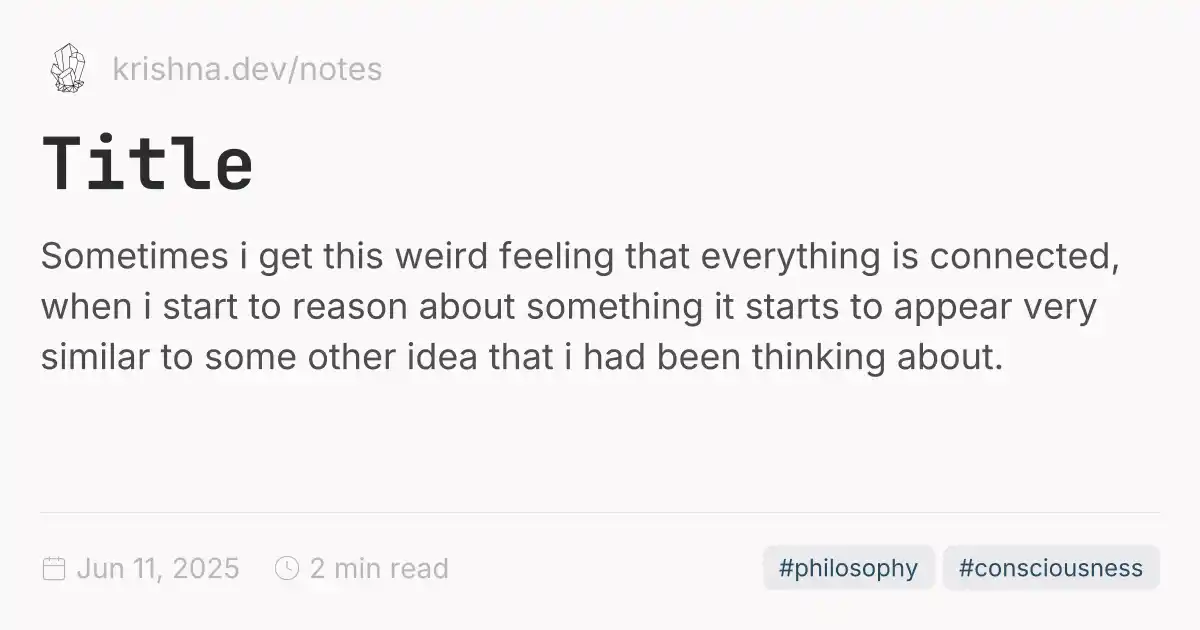 krishna.dev/notes
Title
Sometimes i get this weird feeling that everything is connected,
when i start to reason about something it starts to appear very
similar to some other idea that i had been thinking about.
Jun 11, 2025 2 min read #philosophy #consciousness